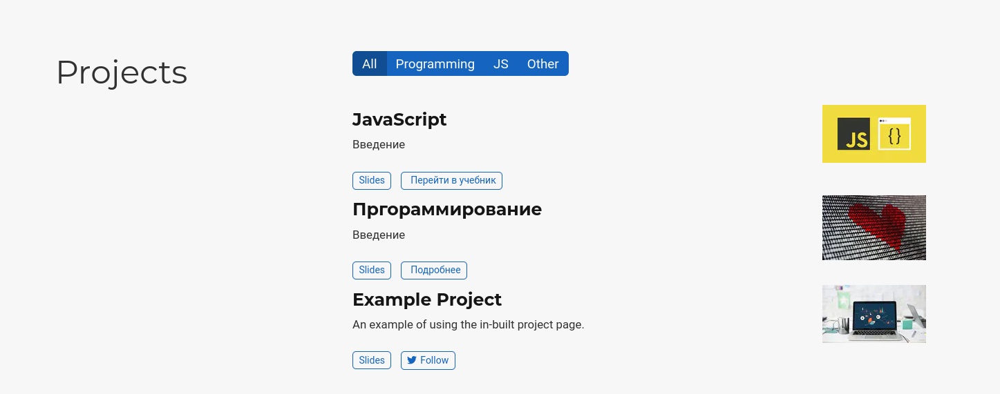 Projects
All Programming JS Other
JavaScript
Введение
Slides Перейти в учебник
JS {}
Пргораммирование
Введение
Slides Подробнее
Example Project
An example of using the in-built project page.
Slides Follow